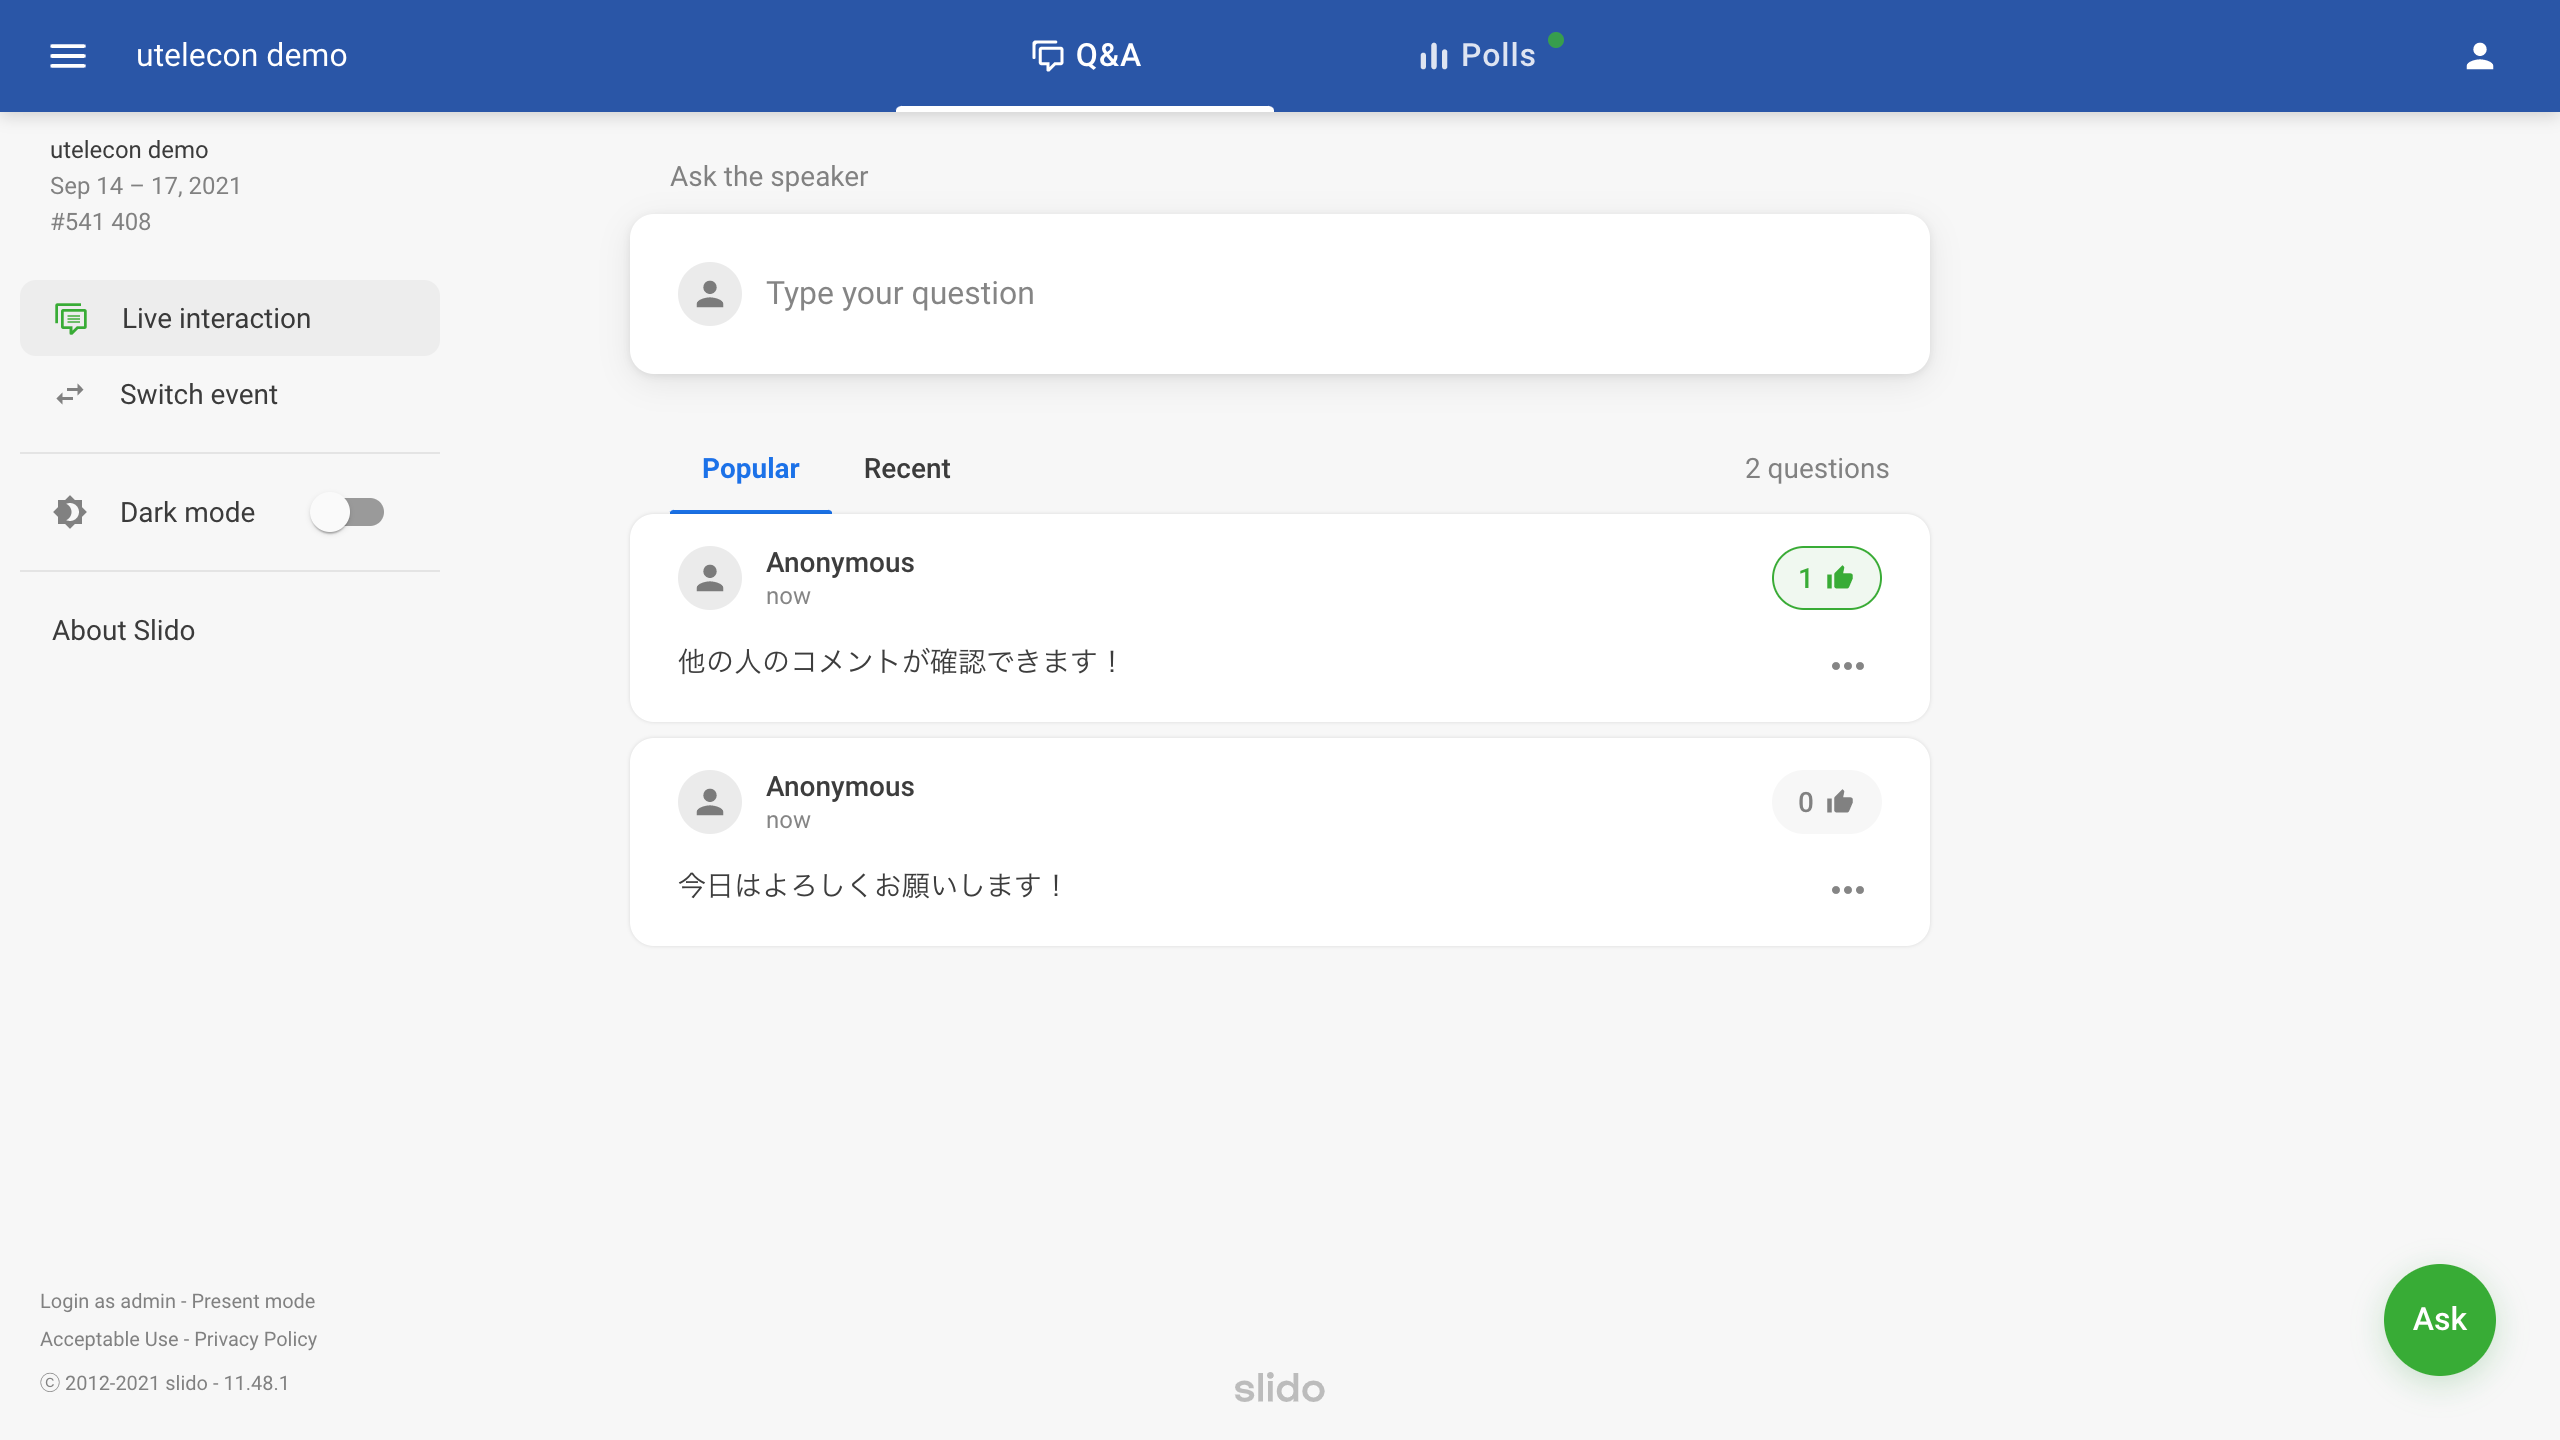 utelecon demo
Q&A
Polls
utelecon demo
Sep 14 – 17, 2021
#541 408
Live interaction
Switch event
Dark mode
About Slido
Ask the speaker
Type your question
Popular
Recent
2 questions
Anonymous
now
1
他の人のコメントが確認できます！
Anonymous
now
0
今日はよろしくお願いします！
Login as admin - Present mode
Acceptable Use - Privacy Policy
© 2012-2021 slido - 11.48.1
slido
Ask